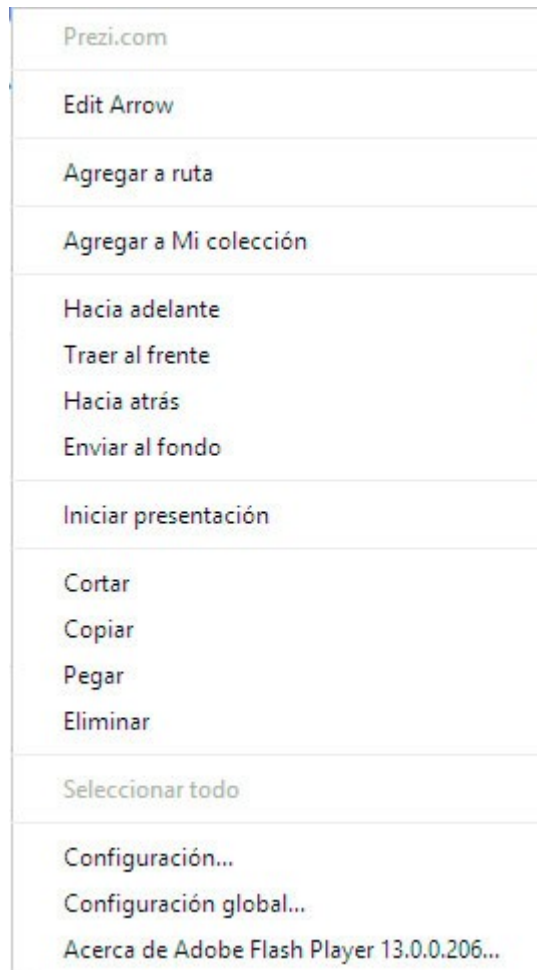 Prezi.com
Edit Arrow
Agregar a ruta
Agregar a Mi colección
Hacia adelante
Traer al frente
Hacia atrás
Enviar al fondo
Iniciar presentación
Cortar
Copiar
Pegar
Eliminar
Seleccionar todo
Configuración...
Configuración global...
Acerca de Adobe Flash Player 13.0.0.206...